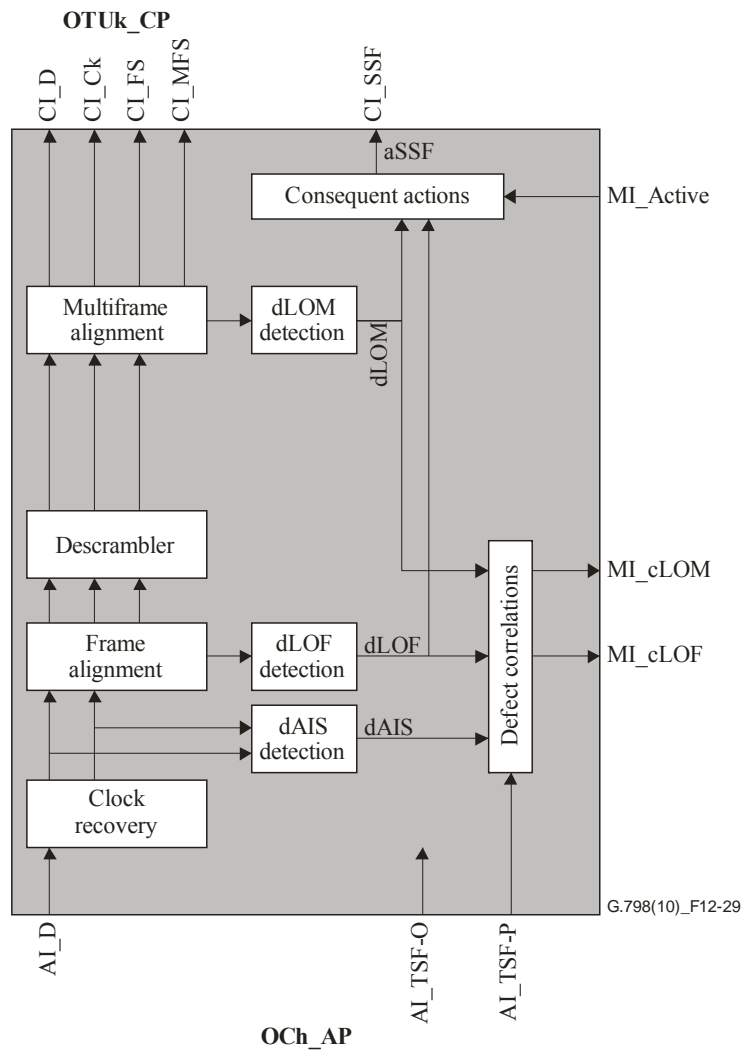 OTUk_CP
CI_D
CI_Ck
CI_FS
CI_MFS
CI_SSF
aSSF
Consequent actions
MI_Active
Multiframe
alignment
dLOM
detection
dLOM
Descrambler
MI_cLOM
Frame
alignment
dLOF
detection
dLOF
Defect correlations
MI_cLOF
dAIS
detection
dAIS
Clock
recovery
G.798(10)_F12-29
AI_D
AI_TSF-O
AI_TSF-P
OCh_AP